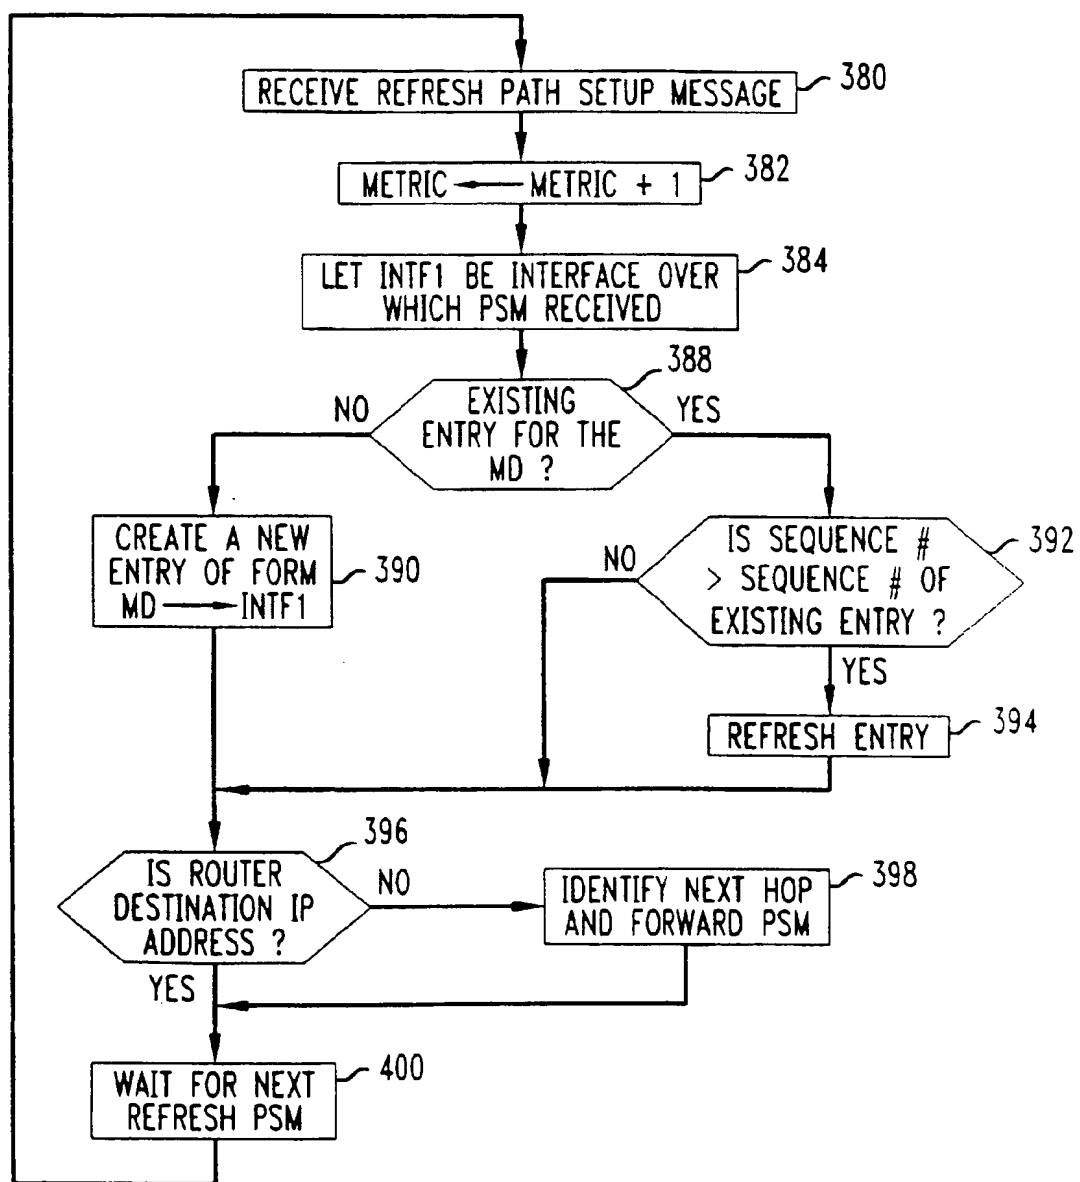 RECEIVE REFRESH PATH SETUP MESSAGE
380
METRIC ← METRIC + 1
382
LET INTF1 BE INTERFACE OVER
WHICH PSM RECEIVED
384
388
NO
EXISTING
ENTRY FOR THE
MD ?
YES
CREATE A NEW
ENTRY OF FORM
MD → INTF1
390
IS SEQUENCE #
> SEQUENCE # OF
EXISTING ENTRY ?
392
NO
YES
REFRESH ENTRY
394
396
IS ROUTER
DESTINATION IP
ADDRESS ?
NO
IDENTIFY NEXT HOP
AND FORWARD PSM
398
YES
WAIT FOR NEXT
REFRESH PSM
400